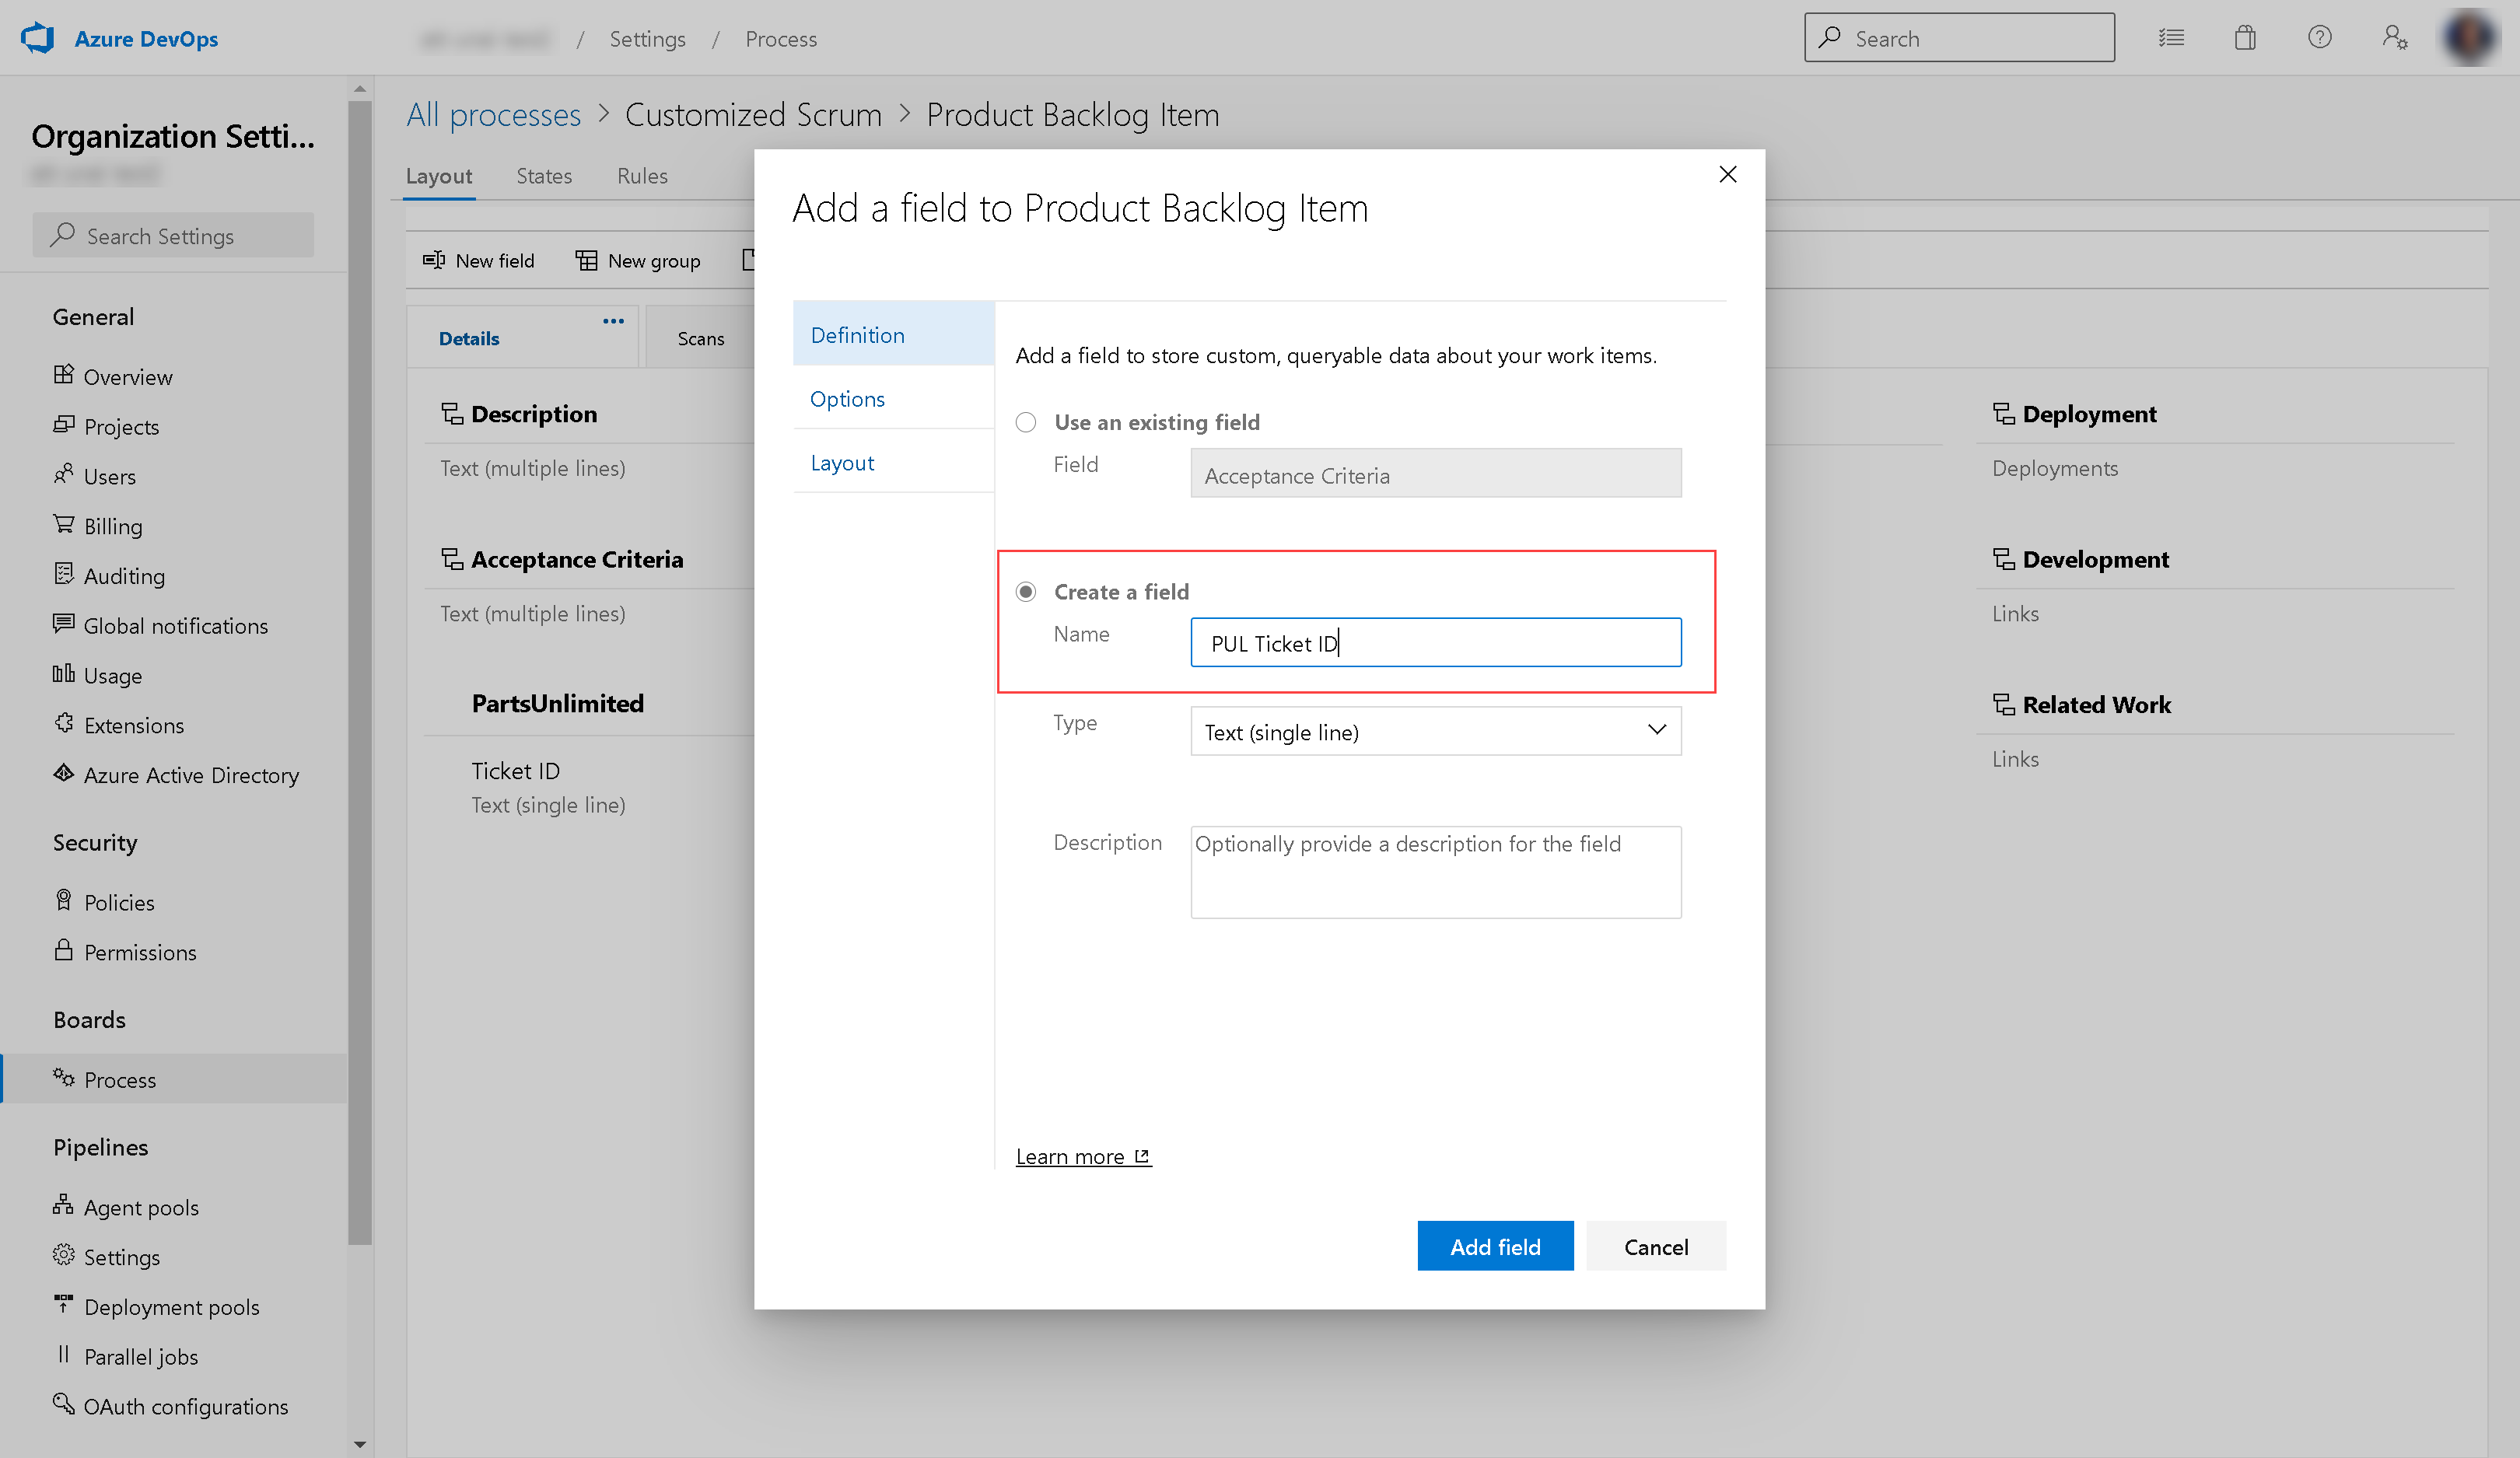 Azure DevOps
/ Settings / Process
Search
Organization Setti...
Search Settings
General
Overview
Projects
Users
Billing
Auditing
Global notifications
Usage
Extensions
Azure Active Directory
Security
Policies
Permissions
Boards
Process
Pipelines
Agent pools
Settings
Deployment pools
Parallel jobs
OAuth configurations
All processes > Customized Scrum > Product Backlog Item
Layout States Rules
New field New group
Details ... Scans
Description
Text (multiple lines)
Acceptance Criteria
Text (multiple lines)
PartsUnlimited
Ticket ID
Text (single line)
Add a field to Product Backlog Item
Definition
Options
Layout
Add a field to store custom, queryable data about your work items.
Use an existing field
Field Acceptance Criteria
Create a field
Name PUL Ticket ID
Type Text (single line)
Description Optionally provide a description for the field
Learn more
Add field Cancel
Deployment
Deployments
Development
Links
Related Work
Links